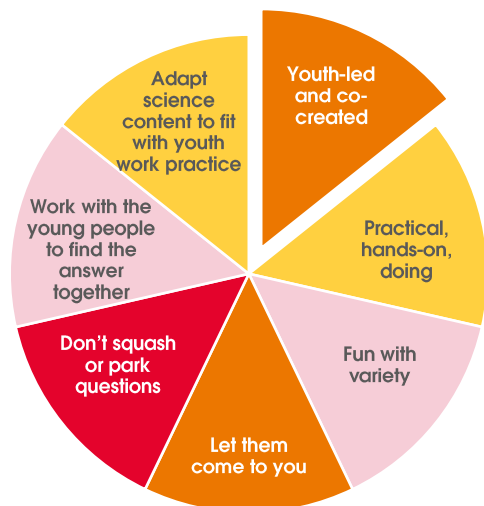 Youth-led
and co-
created
Practical,
hands-on,
doing
Fun with
variety
Let them
come to you
Don’t squash
or park
questions
Work with the
young people
to find the
answer
together
Adapt
science
content to fit
with youth
work practice